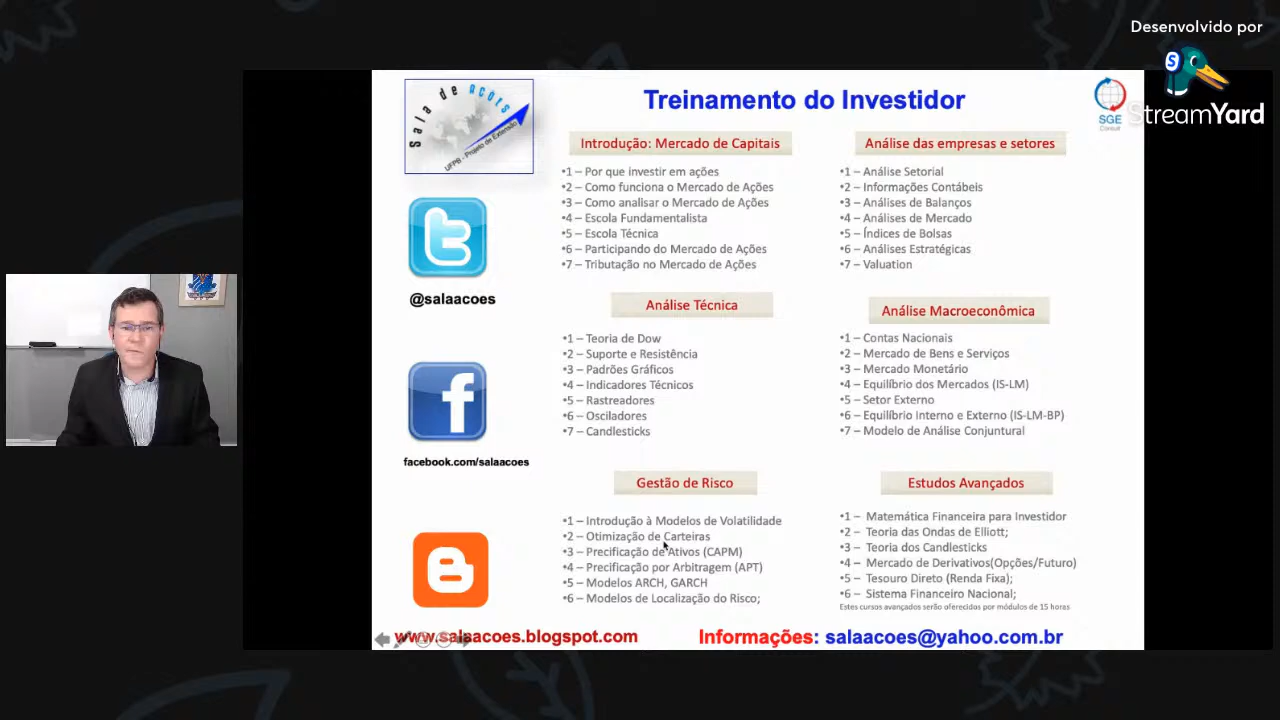 Desenvolvido por
StreamYard
Sala de ações
UFPB - Projeto de Extensão
Treinamento do Investidor
SGE
Consult
@salaacoes
facebook.com/salaacoes
Introdução: Mercado de Capitais
•1 – Por que investir em ações
•2 – Como funciona o Mercado de Ações
•3 – Como analisar o Mercado de Ações
•4 – Escola Fundamentalista
•5 – Escola Técnica
•6 – Participando do Mercado de Ações
•7 – Tributação no Mercado de Ações
Análise das empresas e setores
•1 – Análise Setorial
•2 – Informações Contábeis
•3 – Análises de Balanços
•4 – Análises de Mercado
•5 – Índices de Bolsas
•6 – Análises Estratégicas
•7 – Valuation
Análise Técnica
•1 – Teoria de Dow
•2 – Suporte e Resistência
•3 – Padrões Gráficos
•4 – Indicadores Técnicos
•5 – Rastreadores
•6 – Osciladores
•7 – Candlesticks
Análise Macroeconômica
•1 – Contas Nacionais
•2 – Mercado de Bens e Serviços
•3 – Mercado Monetário
•4 – Equilíbrio dos Mercados (IS-LM)
•5 – Setor Externo
•6 – Equilíbrio Interno e Externo (IS-LM-BP)
•7 – Modelo de Análise Conjuntural
Gestão de Risco
•1 – Introdução à Modelos de Volatilidade
•2 – Otimização de Carteiras
•3 – Precificação de Ativos (CAPM)
•4 – Precificação por Arbitragem (APT)
•5 – Modelos ARCH, GARCH
•6 – Modelos de Localização do Risco;
Estudos Avançados
•1 – Matemática Financeira para Investidor
•2 – Teoria das Ondas de Elliott;
•3 – Teoria dos Candlesticks
•4 – Mercado de Derivativos(Opções/Futuro)
•5 – Tesouro Direto (Renda Fixa);
•6 – Sistema Financeiro Nacional;
Estes cursos avançados serão oferecidas por módulos de 15 horas
www.salaacoes.blogspot.com
Informações: salaacoes@yahoo.com.br